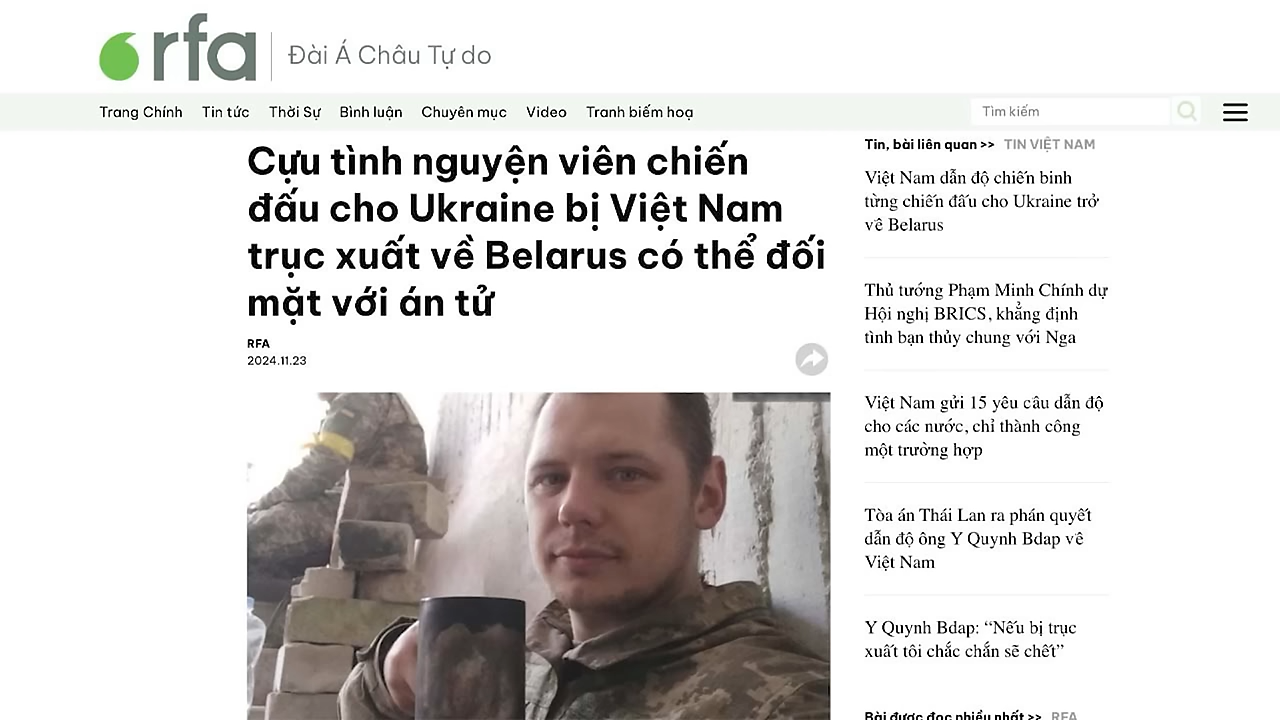 rfa
Đài Á Châu Tự do
Trang Chính
Tin tức
Thời Sự
Bình luận
Chuyên mục
Video
Tranh biếm hoạ
Tìm kiếm
Cựu tình nguyện viên chiến
đấu cho Ukraine bị Việt Nam
trục xuất về Belarus có thể đối
mặt với án tử
RFA
2024.11.23
Tin, bài liên quan >> TIN VIỆT NAM
Việt Nam dẫn độ chiến binh
từng chiến đấu cho Ukraine trở
về Belarus
Thủ tướng Phạm Minh Chính dự
Hội nghị BRICS, khẳng định
tình bạn thủy chung với Nga
Việt Nam gửi 15 yêu cầu dẫn độ
cho các nước, chỉ thành công
một trường hợp
Tòa án Thái Lan ra phán quyết
dẫn độ ông Y Quynh Bdap về
Việt Nam
Y Quynh Bdap: “Nếu bị trục
xuất tôi chắc chắn sẽ chết”
Bài được đọc nhiều nhất >> RFA